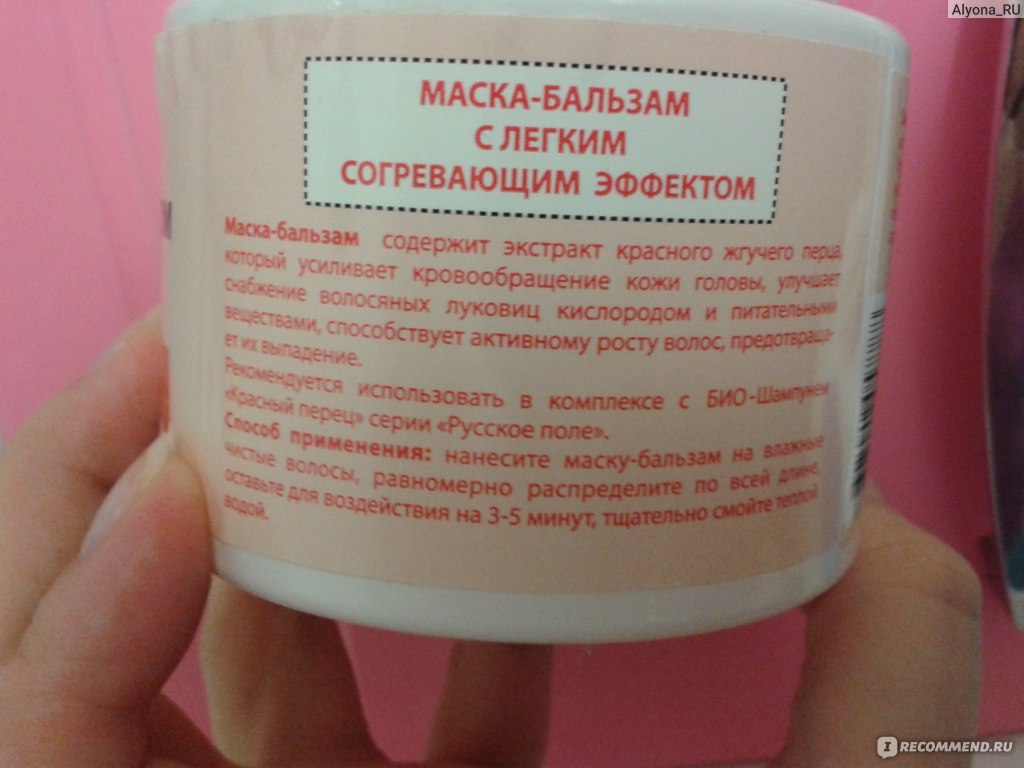 Alyona_RU
МАСКА-БАЛЬЗАМ
С ЛЕГКИМ
СОГРЕВАЮЩИМ ЭФФЕКТОМ
Маска-бальзам содержит экстракт красного жгучего перца,
который усиливает кровообращение кожи головы, улучшает
снабжение волосяных луковиц кислородом и питательными
веществами, способствует активному росту волос, предотвраща-
ет их выпадение.
Рекомендуется использовать в комплексе с БИО-Шампунем
«Красный перец» серии «Русское поле».
Способ применения: нанесите маску-бальзам на влажные
чистые волосы, равномерно распределите по всей длине,
оставьте для воздействия на 3-5 минут, тщательно смойте теплой
водой.
IRECOMMEND.RU